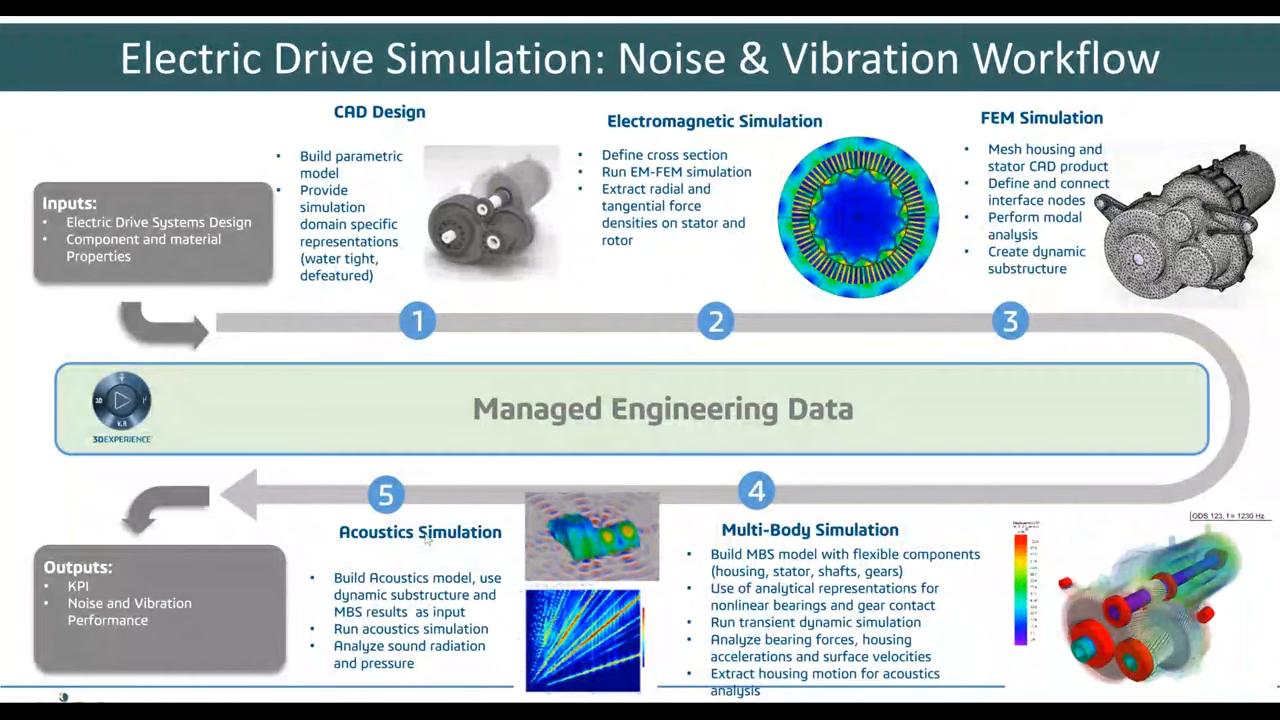 Electric Drive Simulation: Noise & Vibration Workflow
CAD Design
• Build parametric
model
• Provide
simulation
domain specific
representations
(water tight,
defeatured)
Electromagnetic Simulation
• Define cross section
• Run EM-FEM simulation
• Extract radial and
tangential force
densities on stator and
rotor
FEM Simulation
• Mesh housing and
stator CAD product
• Define and connect
interface nodes
• Perform modal
analysis
• Create dynamic
substructure
Inputs:
• Electric Drive Systems Design
• Component and material
Properties
1
2
3
3D
V.R
3DEXPERIENCE
Managed Engineering Data
5
4
Acoustics Simulation
• Build Acoustics model, use
dynamic substructure and
MBS results as input
• Run acoustics simulation
• Analyze sound radiation
and pressure
Multi-Body Simulation
• Build MBS model with flexible components
(housing, stator, shafts, gears)
• Use of analytical representations for
nonlinear bearings and gear contact
• Run transient dynamic simulation
• Analyze bearing forces, housing
accelerations and surface velocities
• Extract housing motion for acoustics
analysis
ODS 123, f = 1230 Hz
Outputs:
• KPI
• Noise and Vibration
Performance